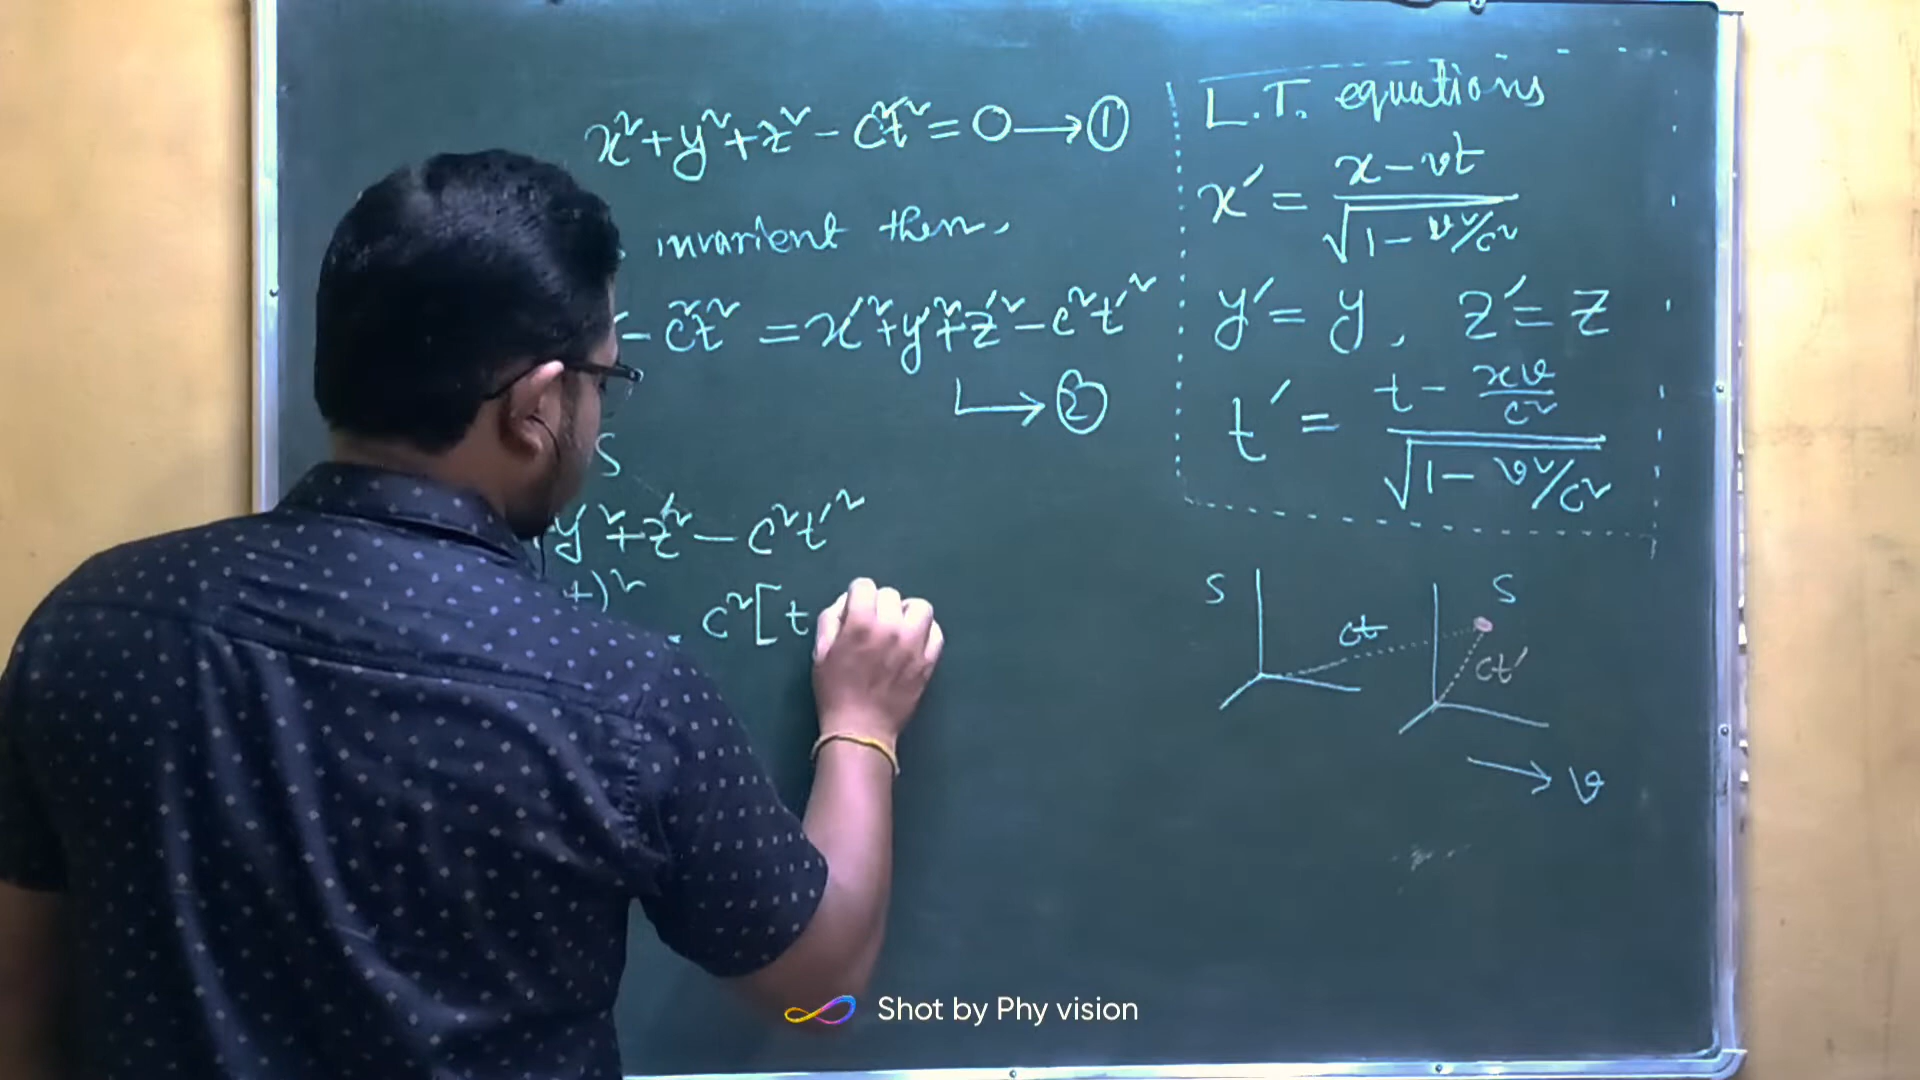 x² + y² + z² - c²t² = 0 → ①
invarient then,
- c²t² = x′² + y′² + z′² - c²t′²
↳ ②
S
y′² + z′² - c²t′²
t)²
- c²[t
L.T. equations
x′ = (x - vt) / √(1 - v²/c²)
y′ = y, z′ = z
t′ = (t - xv/c²) / √(1 - v²/c²)
S S
ct
ct′
→ v
Shot by Phy vision